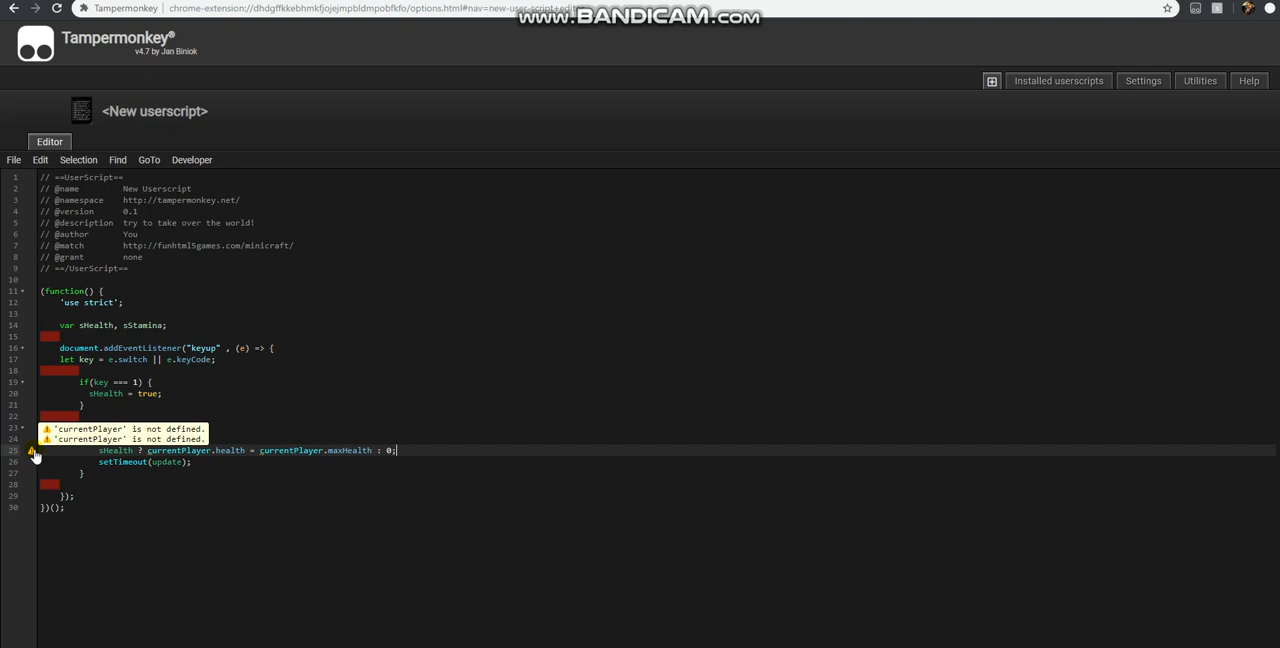 Tampermonkey
chrome-extension://dhdgffkkebhmkfjojejmpbldmpobfkfo/options.html#nav=new-user-script+editor
www.BANDICAM.com
Tampermonkey®
v4.7 by Jan Biniok
Installed userscripts
Settings
Utilities
Help
<New userscript>
Editor
File Edit Selection Find GoTo Developer
1 // ==UserScript==
2 // @name New Userscript
3 // @namespace http://tampermonkey.net/
4 // @version 0.1
5 // @description try to take over the world!
6 // @author You
7 // @match http://funhtml5games.com/minicraft/
8 // @grant none
9 // ==/UserScript==
10
11 (function() {
12 'use strict';
13
14 var sHealth, sStamina;
15
16 document.addEventListener("keyup" , (e) => {
17 let key = e.switch || e.keyCode;
18
19 if(key === 1) {
20 sHealth = true;
21 }
22
23
'currentPlayer' is not defined.
24
'currentPlayer' is not defined.
25 sHealth ? currentPlayer.health = currentPlayer.maxHealth : 0;
26 setTimeout(update);
27 }
28
29 });
30 })();